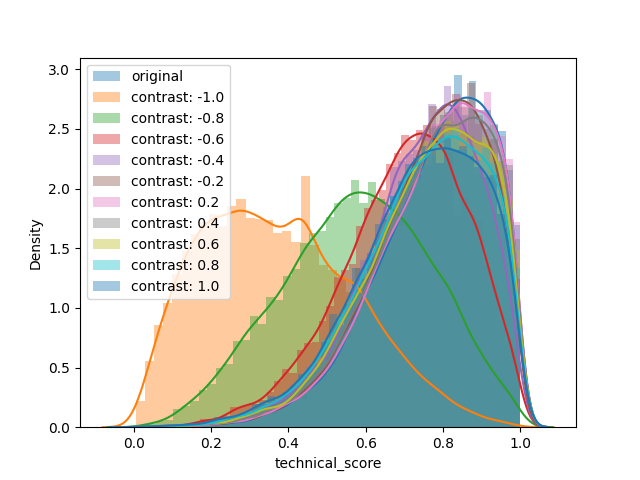 3.0
2.5
2.0
1.5
1.0
0.5
0.0
Density
original
contrast: -1.0
contrast: -0.8
contrast: -0.6
contrast: -0.4
contrast: -0.2
contrast: 0.2
contrast: 0.4
contrast: 0.6
contrast: 0.8
contrast: 1.0
0.0 0.2 0.4 0.6 0.8 1.0
technical_score